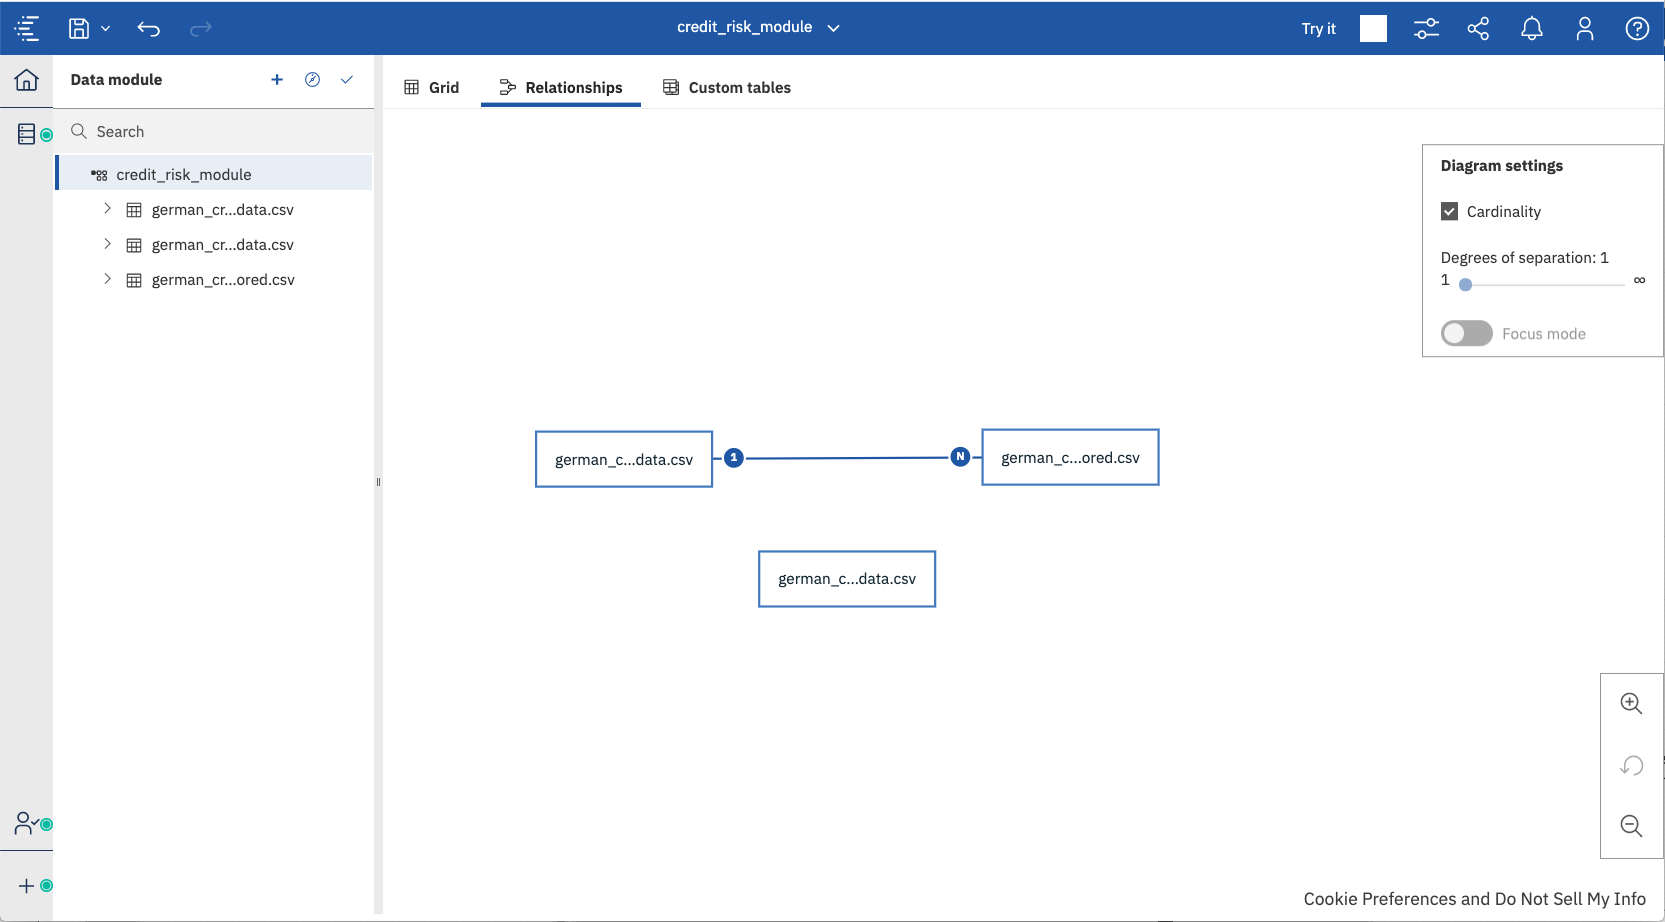 credit_risk_module
Try it
Data module
Grid
Relationships
Custom tables
Search
credit_risk_module
german_cr...data.csv
german_cr...data.csv
german_cr...ored.csv
Diagram settings
Cardinality
Degrees of separation: 1
1 ∞
Focus mode
german_c...data.csv
1
N
german_c...ored.csv
german_c...data.csv
Cookie Preferences and Do Not Sell My Info